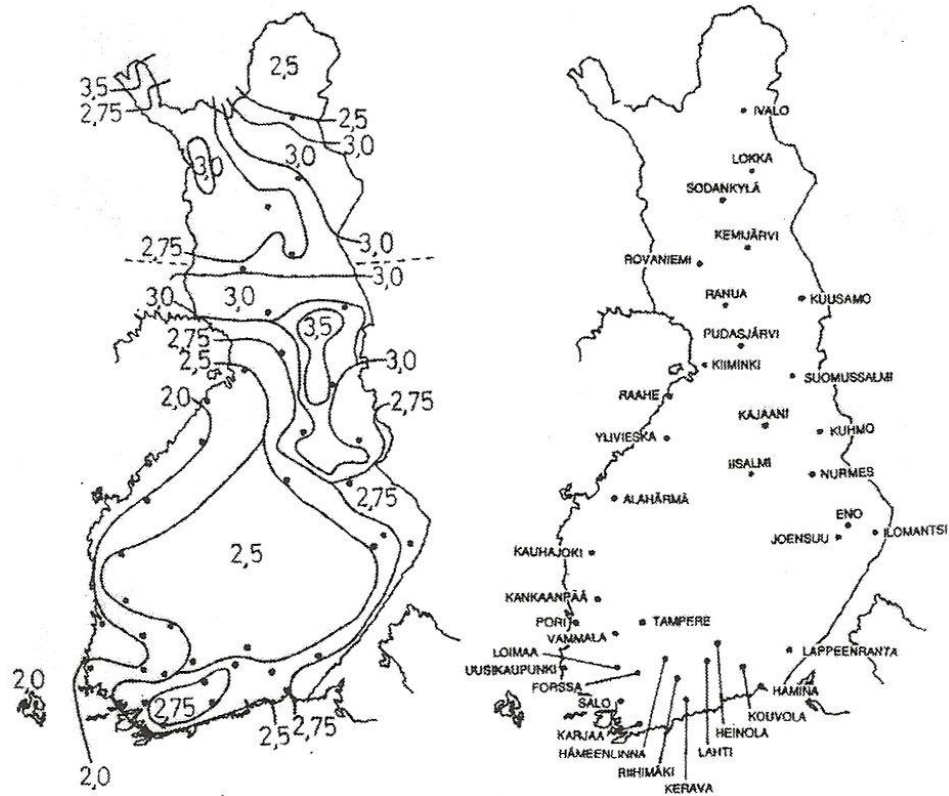 2,5
3,5
2,75
2,5
3,0
3,0
3,0
2,75
3,0
3,0
3,0
3,0
3,5
2,75
3,0
2,5
2,0
2,75
2,75
2,5
2,0
2,75
2,5
2,75
2,0
IVALO
LOKKA
SODANKYLÄ
KEMIJÄRVI
ROVANIEMI
RANUA
KUUSAMO
PUDASJÄRVI
KIIMINKI
SUOMUSSALMI
RAAHE
KAJAANI
YLIVIESKA
KUHMO
IISALMI
NURMES
ALAHÄRMÄ
ENO
ILOMANTSI
JOENSUU
KAUHAJOKI
KANKAANPÄÄ
PORI
TAMPERE
VAMMALA
LAPPEENRANTA
LOIMAA
UUSIKAUPUNKI
FORSSA
HAMINA
SALO
KOUVOLA
KARJAA
HEINOLA
HÄMEENLINNA
LAHTI
RIIHIMÄKI
KERAVA